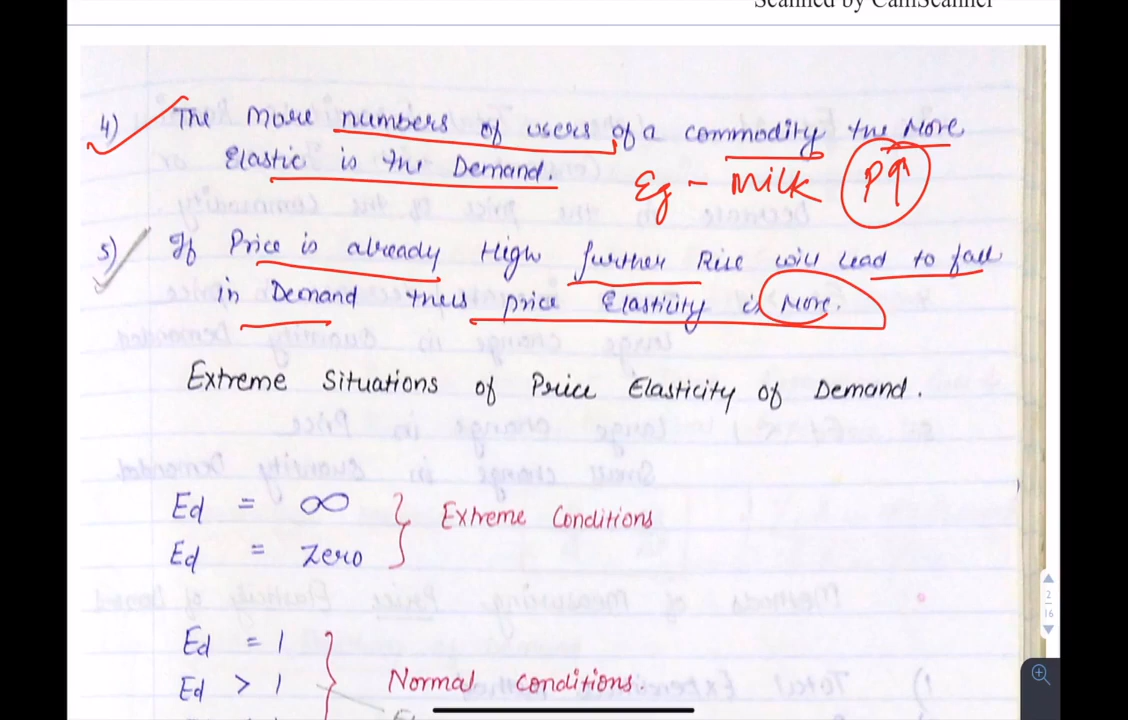 Scanned by CamScanner
4) The More numbers of users of a commodity the More
Elastic is the Demand.
Eg - Milk P↑
5) If Price is already High further Rise will lead to fall
in Demand thus price Elasticity is More.
Extreme Situations of Price Elasticity of Demand.
Ed = ∞
Extreme Conditions
Ed = Zero
Ed = 1
Ed > 1
Normal conditions.
2
16